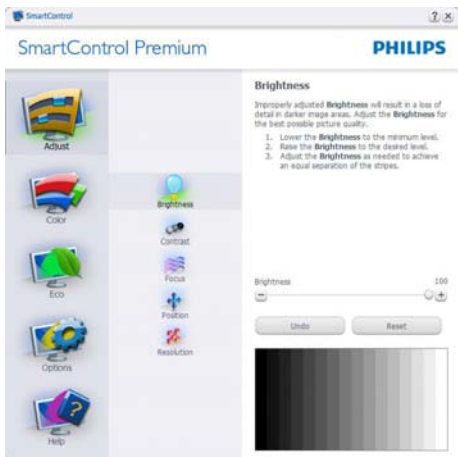 SmartControl
SmartControl Premium
PHILIPS
Adjust
Color
Eco
Options
Help
Brightness
Contrast
Focus
Position
Resolution
Brightness
Improperly adjusted Brightness will result in a loss of
detail in darker image areas. Adjust the Brightness for
the best possible picture quality.
1. Lower the Brightness to the minimum level.
2. Raise the Brightness to the desired level.
3. Adjust the Brightness as needed to achieve
an equal separation of the stripes.
Brightness 100
Undo Reset